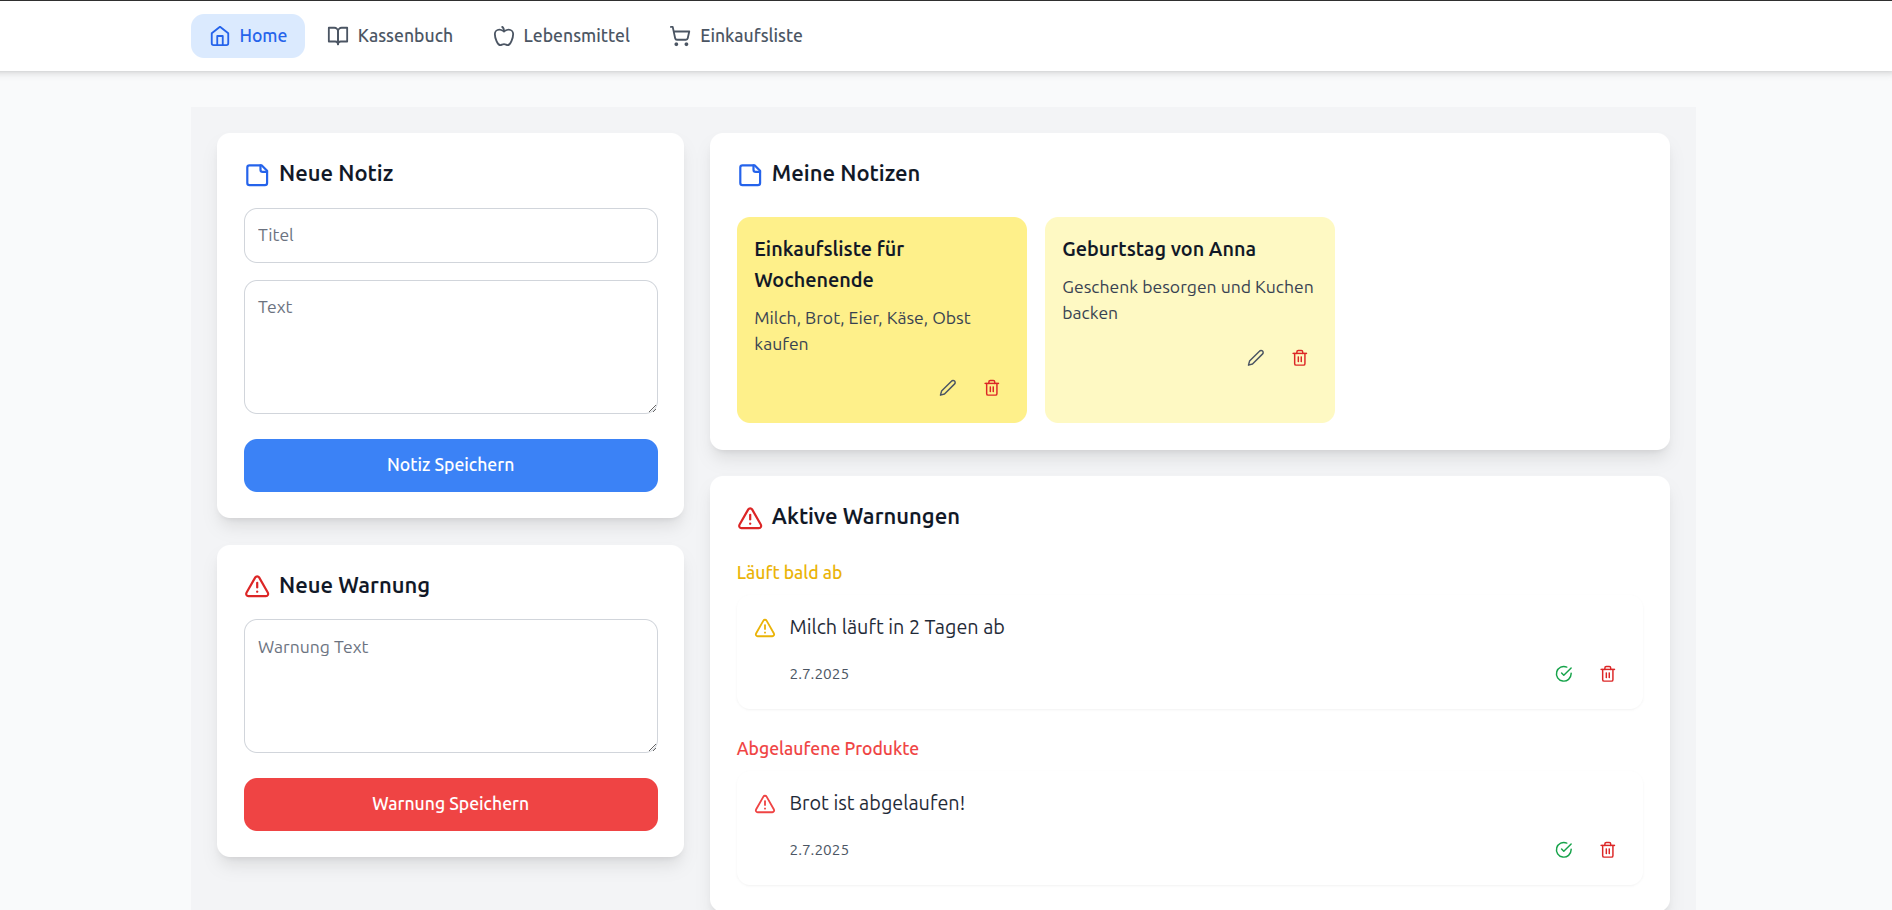 Home
Kassenbuch
Lebensmittel
Einkaufsliste
Neue Notiz
Titel
Text
Notiz Speichern
Neue Warnung
Warnung Text
Warnung Speichern
Meine Notizen
Einkaufsliste für
Wochenende
Milch, Brot, Eier, Käse, Obst
kaufen
Geburtstag von Anna
Geschenk besorgen und Kuchen
backen
Aktive Warnungen
Läuft bald ab
Milch läuft in 2 Tagen ab
2.7.2025
Abgelaufene Produkte
Brot ist abgelaufen!
2.7.2025